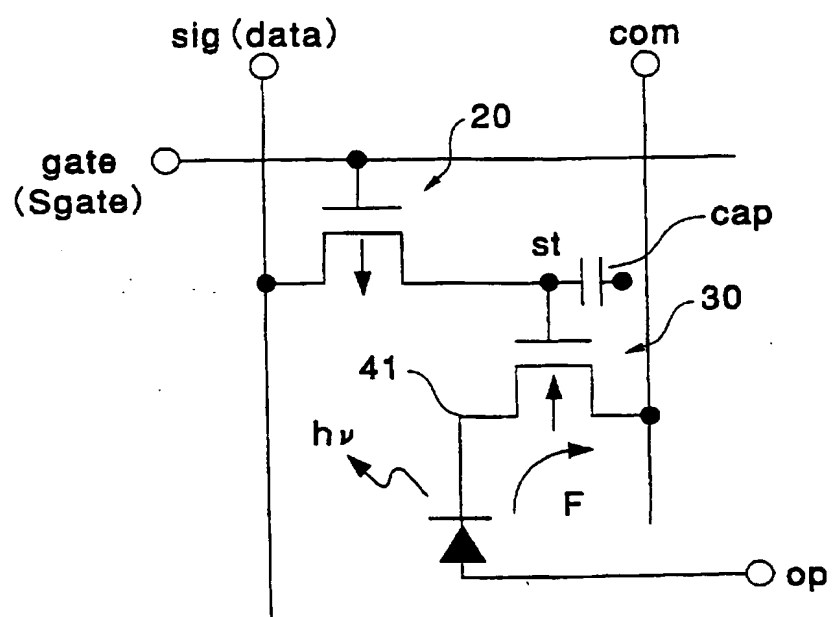 sig (data)
com
20
gate
(Sgate)
cap
st
30
41
hν
F
op